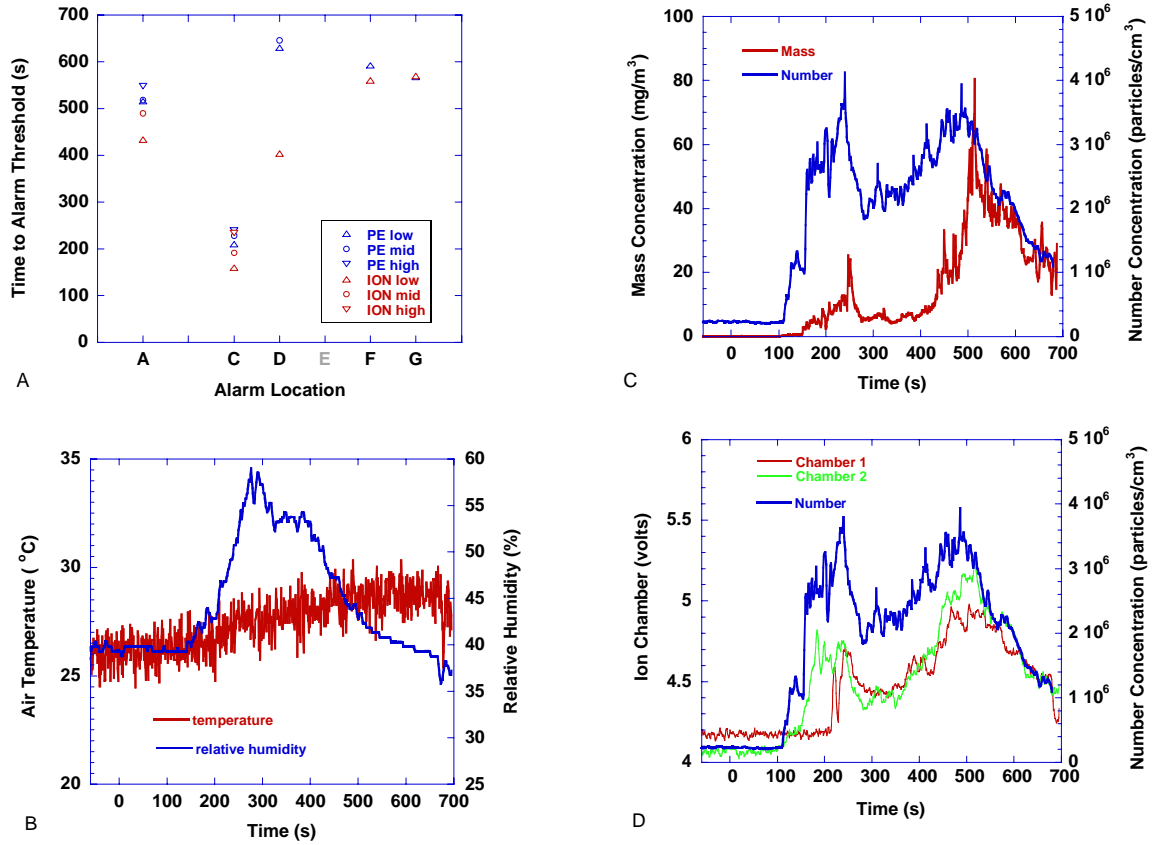 700
600
500
400
300
200
100
0
Time to Alarm Threshold (s)
PE low
PE mid
PE high
ION low
ION mid
ION high
A C D E F G
Alarm Location
A
100
80
60
40
20
0
Mass Concentration (mg/m³)
Mass
Number
5 10⁶
4 10⁶
3 10⁶
2 10⁶
1 10⁶
0
Number Concentration (particles/cm³)
0 100 200 300 400 500 600 700
Time (s)
C
35
30
25
20
Air Temperature ( °C)
temperature
relative humidity
60
55
50
45
40
35
30
25
Relative Humidity (%)
0 100 200 300 400 500 600 700
Time (s)
B
6
5.5
5
4.5
4
Ion Chamber (volts)
Chamber 1
Chamber 2
Number
5 10⁶
4 10⁶
3 10⁶
2 10⁶
1 10⁶
0
Number Concentration (particles/cm³)
0 100 200 300 400 500 600 700
Time (s)
D